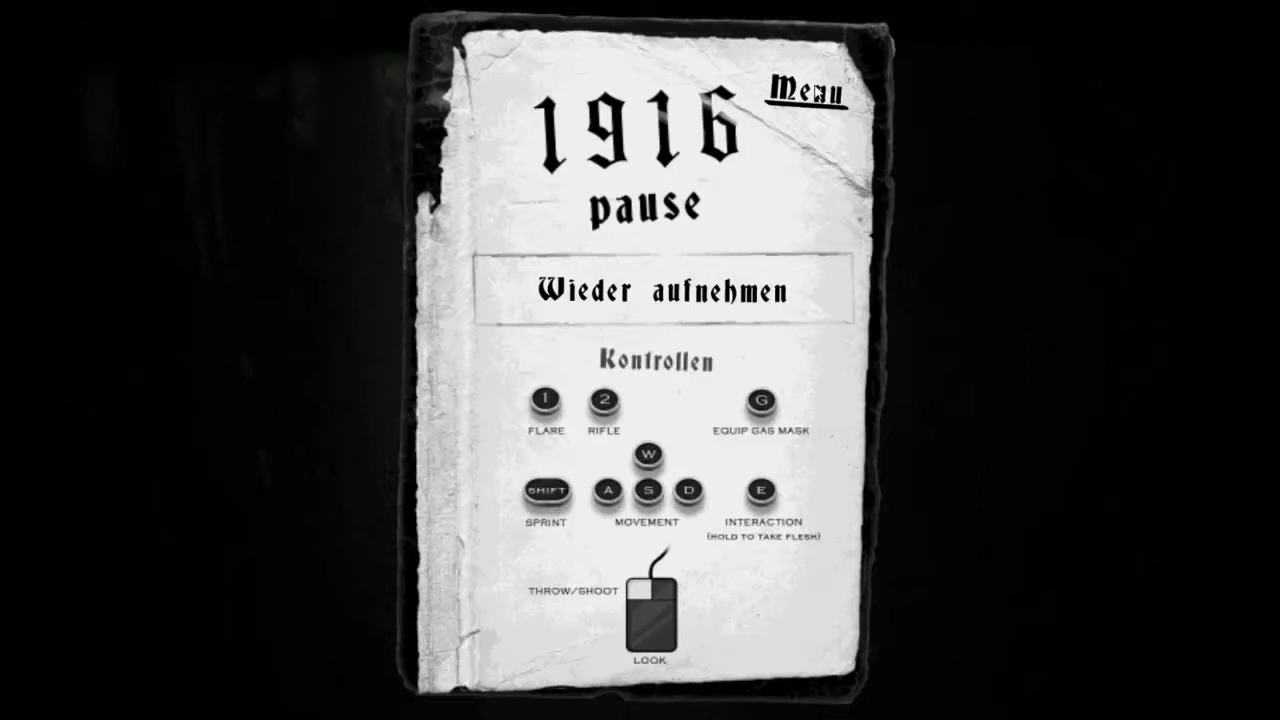 Menu
1916
pause
Wieder aufnehmen
Kontrollen
1 2 G
FLARE RIFLE EQUIP GAS MASK
W
SHIFT A S D E
SPRINT MOVEMENT INTERACTION
(HOLD TO TAKE FLESH)
THROW/SHOOT
LOOK